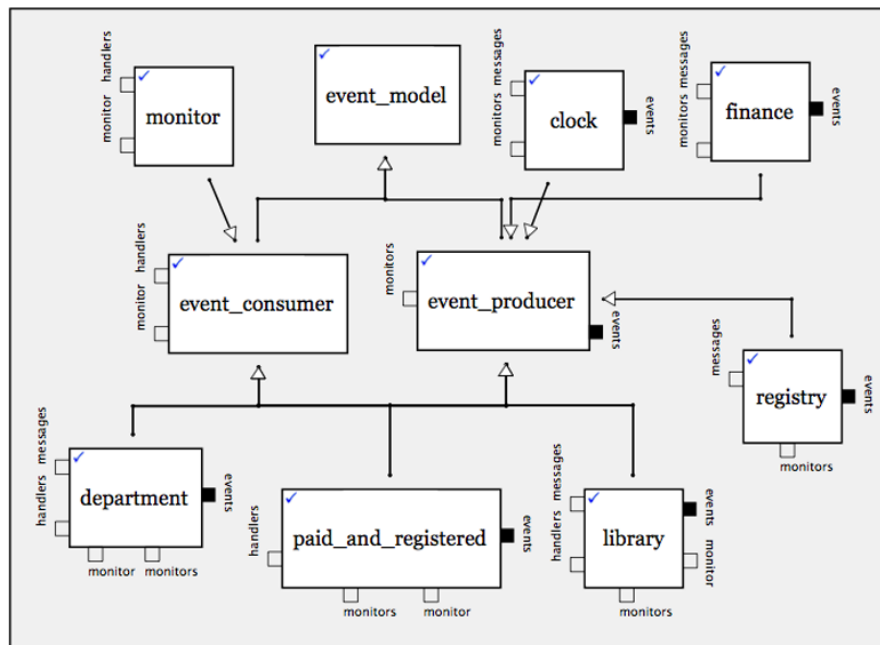 handlers
monitor
monitor
event_model
messages
monitors
clock
events
messages
monitors
finance
events
handlers
monitor
event_consumer
monitors
event_producer
events
messages
registry
events
monitors
messages
handlers
department
events
monitor
monitors
handlers
paid_and_registered
events
monitors
monitor
messages
handlers
library
events
monitor
monitors